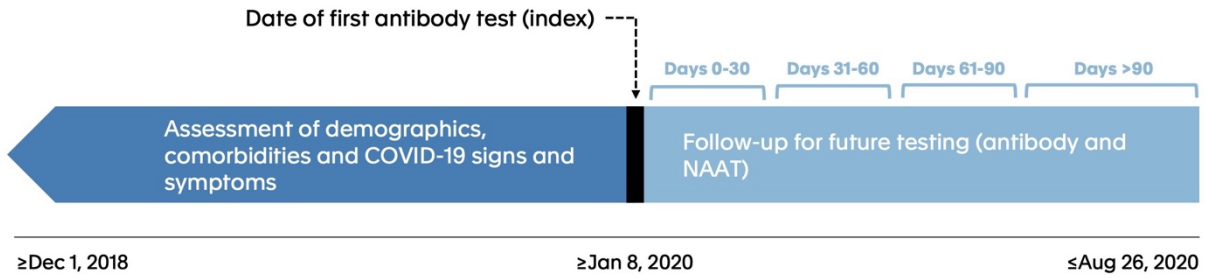 Date of first antibody test (index)
Days 0-30
Days 31-60
Days 61-90
Days >90
Assessment of demographics,
comorbidities and COVID-19 signs and
symptoms
Follow-up for future testing (antibody and
NAAT)
≥Dec 1, 2018
≥Jan 8, 2020
≤Aug 26, 2020